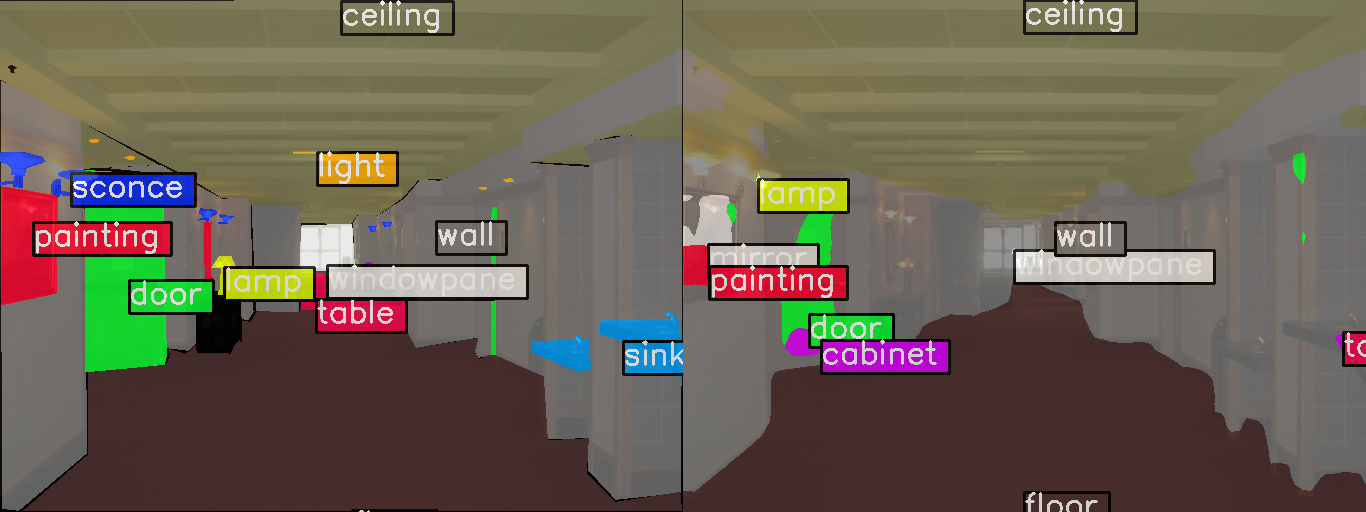 ceiling
light
sconce
painting
wall
lamp
windowpane
door
table
sink
ceiling
lamp
wall
mirror
windowpane
painting
door
cabinet
floor